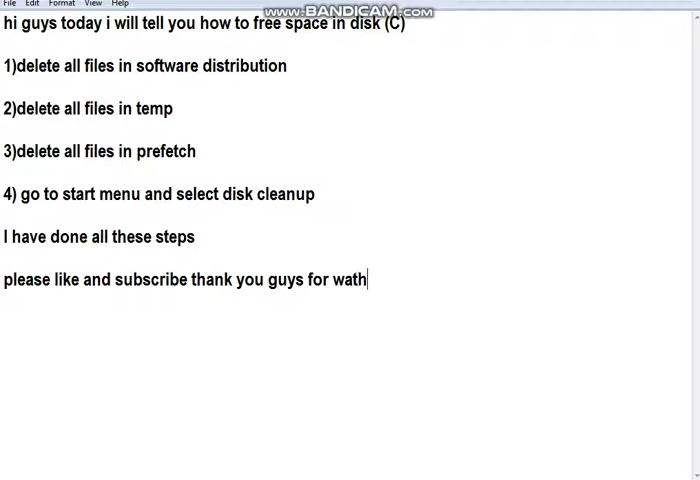 File Edit Format View Help
www.BANDICAM.com
hi guys today i will tell you how to free space in disk (C)
1)delete all files in software distribution
2)delete all files in temp
3)delete all files in prefetch
4) go to start menu and select disk cleanup
I have done all these steps
please like and subscribe thank you guys for wath